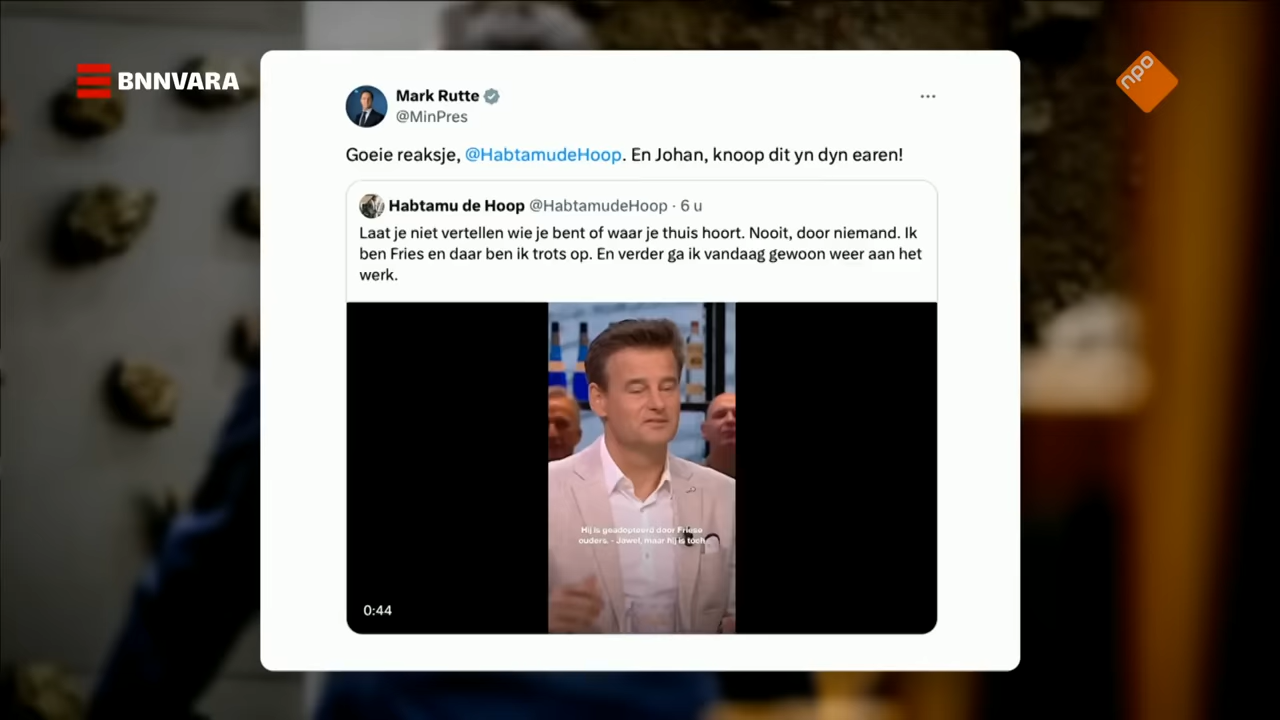 BNNVARA
npo
Mark Rutte
@MinPres
Goeie reaksje, @HabtamudeHoop. En Johan, knoop dit yn dyn earen!
Habtamu de Hoop @HabtamudeHoop · 6 u
Laat je niet vertellen wie je bent of waar je thuis hoort. Nooit, door niemand. Ik
ben Fries en daar ben ik trots op. En verder ga ik vandaag gewoon weer aan het
werk.
Hij is geadopteerd door Friese
ouders. - Jawel, maar hij is toch
0:44